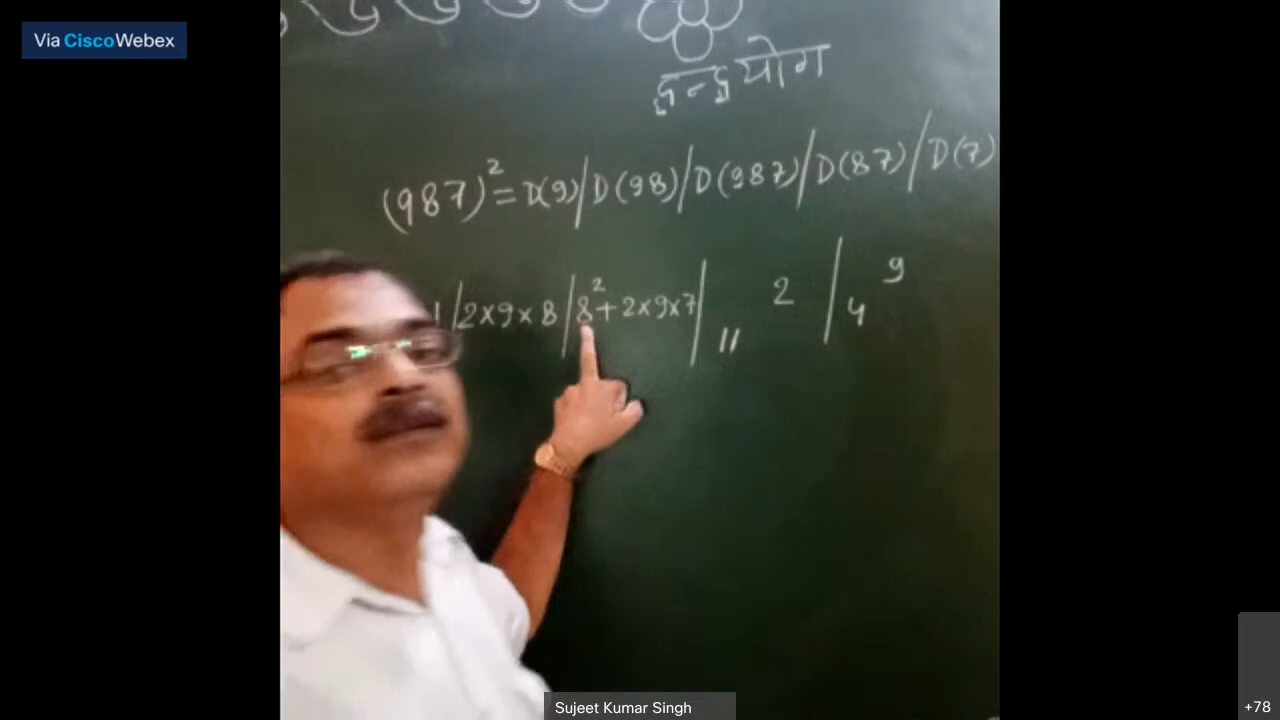 Via CiscoWebex
द्वन्द्व योग
(987)² = D(9)/D(98)/D(987)/D(87)/D(7)
1/2×9×8/8²+2×9×7/₁₁ 2/₄9
Sujeet Kumar Singh
+78